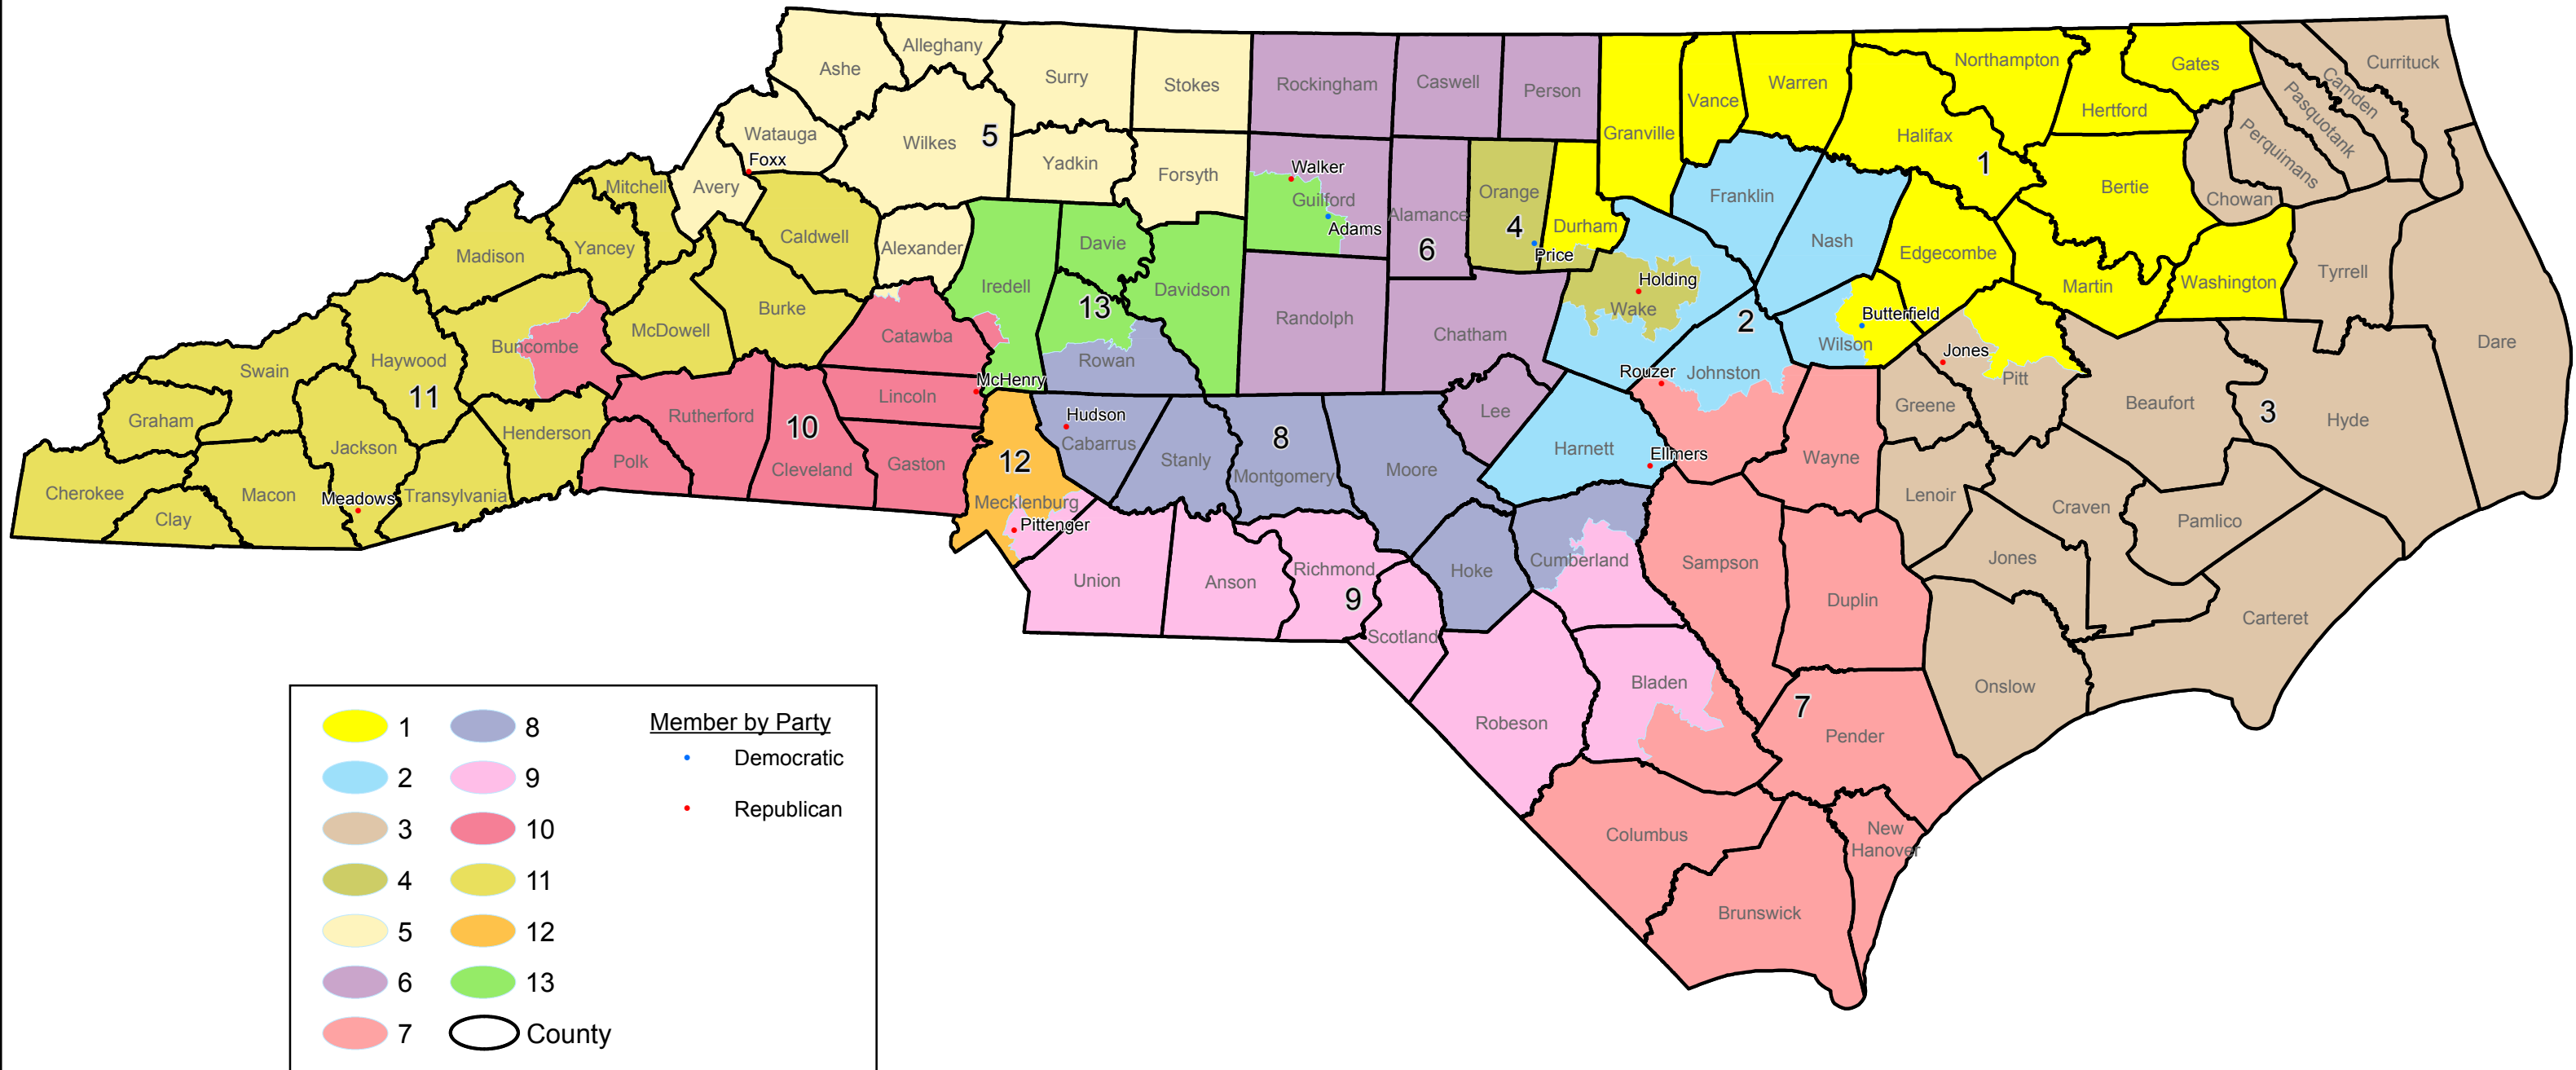 Ashe
Alleghany
Surry
Stokes
Rockingham
Caswell
Person
Granville
Vance
Warren
Northampton
Hertford
Gates
Currituck
Camden
Pasquotank
Perquimans
Chowan
Halifax
1
Bertie
Watauga
Foxx
Wilkes
5
Yadkin
Forsyth
Walker
Guilford
Adams
Alamance
6
Orange
4
Price
Durham
Franklin
Nash
Edgecombe
Martin
Washington
Tyrrell
Dare
Mitchell
Avery
Madison
Yancey
Caldwell
Alexander
Iredell
Davie
Davidson
13
Rowan
Randolph
Chatham
Holding
Wake
2
Butterfield
Wilson
Jones
Pitt
Beaufort
3
Hyde
Swain
Haywood
11
Buncombe
McDowell
Burke
Catawba
McHenry
Lincoln
Graham
Jackson
Henderson
Rutherford
10
Polk
Cleveland
Gaston
Cherokee
Clay
Macon
Meadows
Transylvania
12
Mecklenburg
Pittenger
Hudson
Cabarrus
Stanly
8
Montgomery
Moore
Lee
Harnett
Ellmers
Rouzer
Johnston
Wayne
Greene
Lenoir
Craven
Pamlico
Jones
Carteret
Onslow
Union
Anson
Richmond
9
Scotland
Hoke
Cumberland
Sampson
Duplin
Robeson
Bladen
7
Pender
Columbus
New
Hanover
Brunswick
1
2
3
4
5
6
7
8
9
10
11
12
13
County
Member by Party
Democratic
Republican